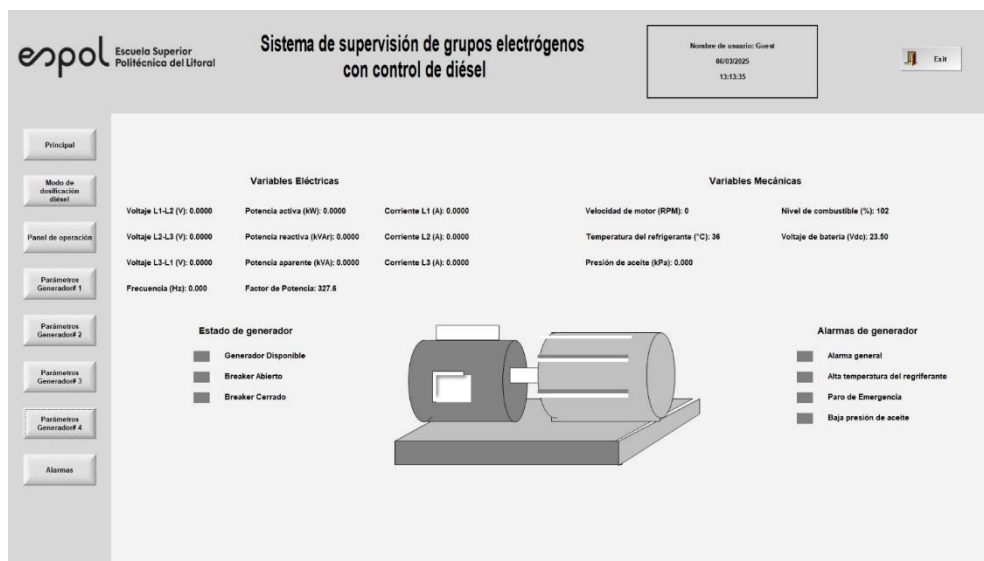 espol
Escuela Superior
Politécnica del Litoral
Sistema de supervisión de grupos electrógenos
con control de diésel
Nombre de usuario: Guest
06/03/2025
13:13:35
Exit
Principal
Modo de
dosificación
diésel
Panel de operación
Parámetros
Generador# 1
Parámetros
Generador# 2
Parámetros
Generador# 3
Parámetros
Generador# 4
Alarmas
Variables Eléctricas
Voltaje L1-L2 (V): 0.0000
Potencia activa (kW): 0.0000
Corriente L1 (A): 0.0000
Voltaje L2-L3 (V): 0.0000
Potencia reactiva (kVAr): 0.0000
Corriente L2 (A): 0.0000
Voltaje L3-L1 (V): 0.0000
Potencia aparente (kVA): 0.0000
Corriente L3 (A): 0.0000
Frecuencia (Hz): 0.000
Factor de Potencia: 327.6
Variables Mecánicas
Velocidad de motor (RPM): 0
Nivel de combustible (%): 102
Temperatura del refrigerante (°C): 36
Voltaje de batería (Vdc): 23.50
Presión de aceite (kPa): 0.000
Estado de generador
Generador Disponible
Breaker Abierto
Breaker Cerrado
Alarmas de generador
Alarma general
Alta temperatura del regriferante
Paro de Emergencia
Baja presión de aceite